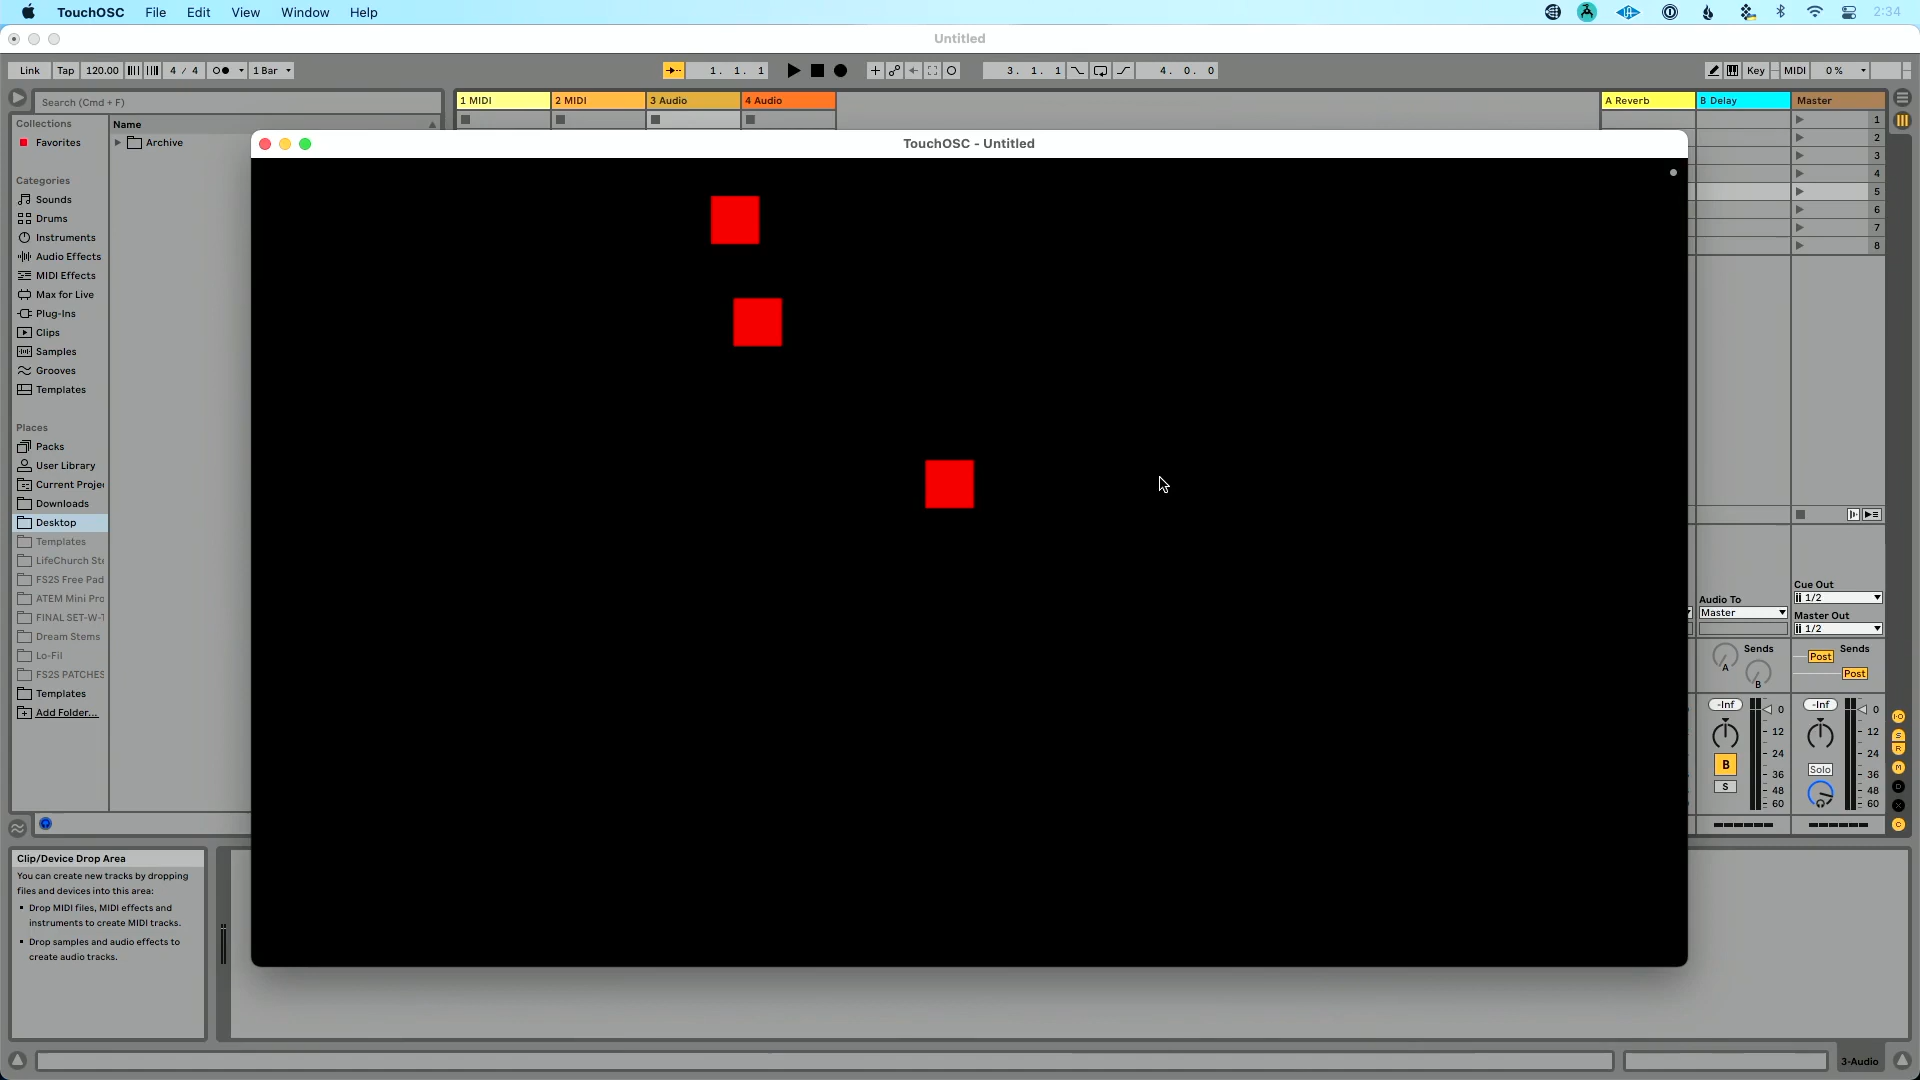 TouchOSC File Edit View Window Help 2:34
Untitled
Link Tap 120.00 4 / 4 1 Bar 1. 1. 1 3. 1. 1 4. 0. 0 Key MIDI 0 %
Search (Cmd + F)
1 MIDI 2 MIDI 3 Audio 4 Audio A Reverb B Delay Master
Collections
Favorites
Categories
Sounds
Drums
Instruments
Audio Effects
MIDI Effects
Max for Live
Plug-Ins
Clips
Samples
Grooves
Templates
Places
Packs
User Library
Current Proje
Downloads
Desktop
Templates
LifeChurch Ste
FS2S Free Pad
ATEM Mini Pro
FINAL SET-W-T
Dream Stems
Lo-Fil
FS2S PATCHES
Templates
Add Folder...
Name
Archive
TouchOSC - Untitled
1
2
3
4
5
6
7
8
Audio To
Master
Cue Out
1/2
Master Out
1/2
Sends
A
B
Sends
Post
Post
-Inf
0
12
24
36
48
60
B
S
-Inf
0
12
24
36
48
60
Solo
I·O
S
R
M
D
X
C
Clip/Device Drop Area
You can create new tracks by dropping
files and devices into this area:
▪ Drop MIDI files, MIDI effects and
instruments to create MIDI tracks.
▪ Drop samples and audio effects to
create audio tracks.
3-Audio